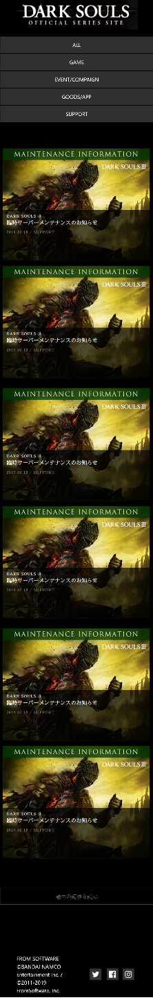 DARK SOULS
OFFICIAL SERIES SITE
ALL
GAME
EVENT/COMPAIGN
GOODS/APP
SUPPORT
MAINTENANCE INFORMATION
DARK SOULS III
DARK SOULS III
臨時サーバーメンテナンスのお知らせ
2019.02.18 / SUPPORT
MAINTENANCE INFORMATION
DARK SOULS III
DARK SOULS III
臨時サーバーメンテナンスのお知らせ
2019.02.18 / SUPPORT
MAINTENANCE INFORMATION
DARK SOULS III
DARK SOULS III
臨時サーバーメンテナンスのお知らせ
2019.02.18 / SUPPORT
MAINTENANCE INFORMATION
DARK SOULS III
DARK SOULS III
臨時サーバーメンテナンスのお知らせ
2019.02.18 / SUPPORT
MAINTENANCE INFORMATION
DARK SOULS III
DARK SOULS III
臨時サーバーメンテナンスのお知らせ
2019.02.18 / SUPPORT
MAINTENANCE INFORMATION
DARK SOULS III
DARK SOULS III
臨時サーバーメンテナンスのお知らせ
2019.02.18 / SUPPORT
過去の記事を読む
FROM SOFTWARE
©BANDAI NAMCO
Entertainment Inc. /
©2011-2019
FromSoftware, Inc.